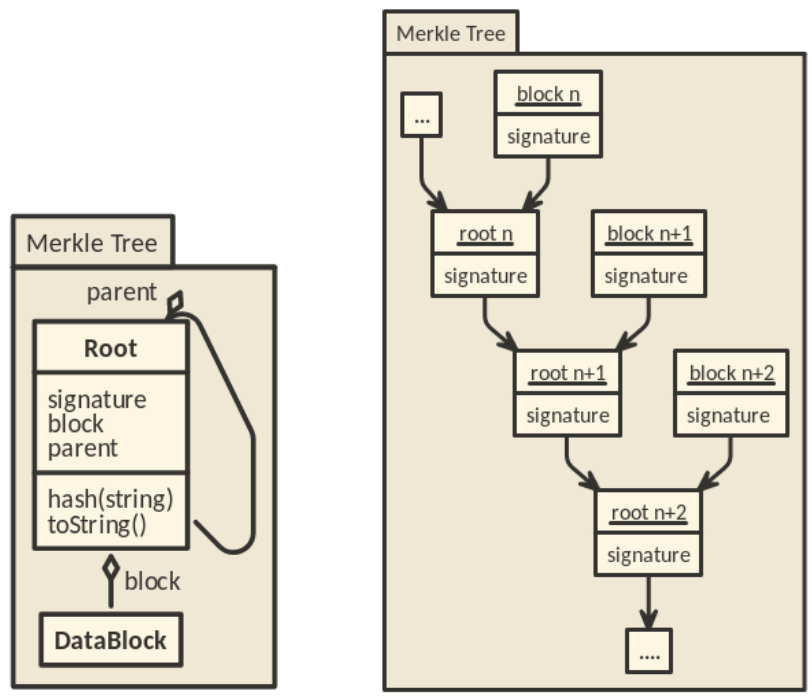 Merkle Tree
parent
Root
signature
block
parent
hash(string)
toString()
block
DataBlock
Merkle Tree
...
block n
signature
root n
signature
block n+1
signature
root n+1
signature
block n+2
signature
root n+2
signature
....